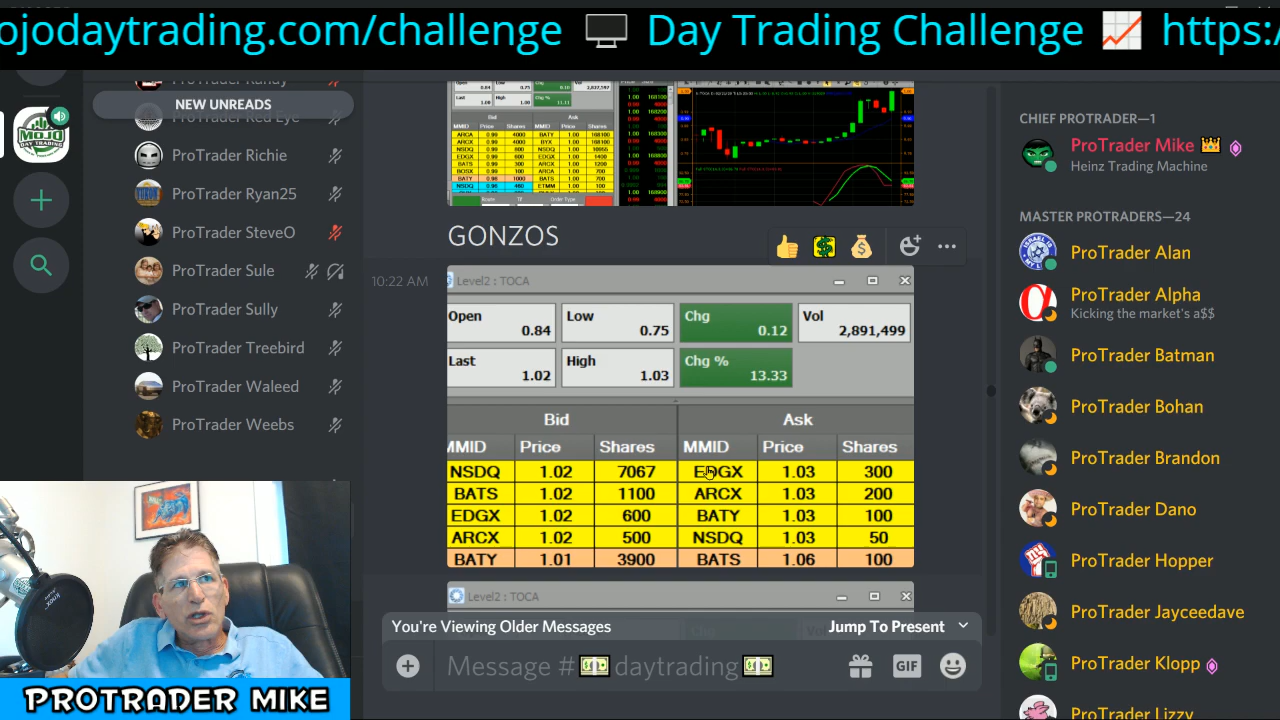 ojodaytrading.com/challenge 🖥️ Day Trading Challenge 📈 https:/
NEW UNREADS
MOJO
DAY TRADING
ProTrader Richie
ProTrader Ryan25
ProTrader SteveO
ProTrader Sule
ProTrader Sully
ProTrader Treebird
ProTrader Waleed
ProTrader Weebs
GONZOS
10:22 AM
Level2 : TOCA
Open 0.84 Low 0.75 Chg 0.12 Vol 2,891,499
Last 1.02 High 1.03 Chg % 13.33
Bid Ask
MMID Price Shares MMID Price Shares
NSDQ 1.02 7067 EDGX 1.03 300
BATS 1.02 1100 ARCX 1.03 200
EDGX 1.02 600 BATY 1.03 100
ARCX 1.02 500 NSDQ 1.03 50
BATY 1.01 3900 BATS 1.06 100
Level2 : TOCA
You're Viewing Older Messages Jump To Present
Message # 💵 daytrading 💵
GIF
CHIEF PROTRADER—1
ProTrader Mike
Heinz Trading Machine
MASTER PROTRADERS—24
ProTrader Alan
ProTrader Alpha
Kicking the market's a$$
ProTrader Batman
ProTrader Bohan
ProTrader Brandon
ProTrader Dano
ProTrader Hopper
ProTrader Jayceedave
ProTrader Klopp
ProTrader Lizzy
PROTRADER MIKE